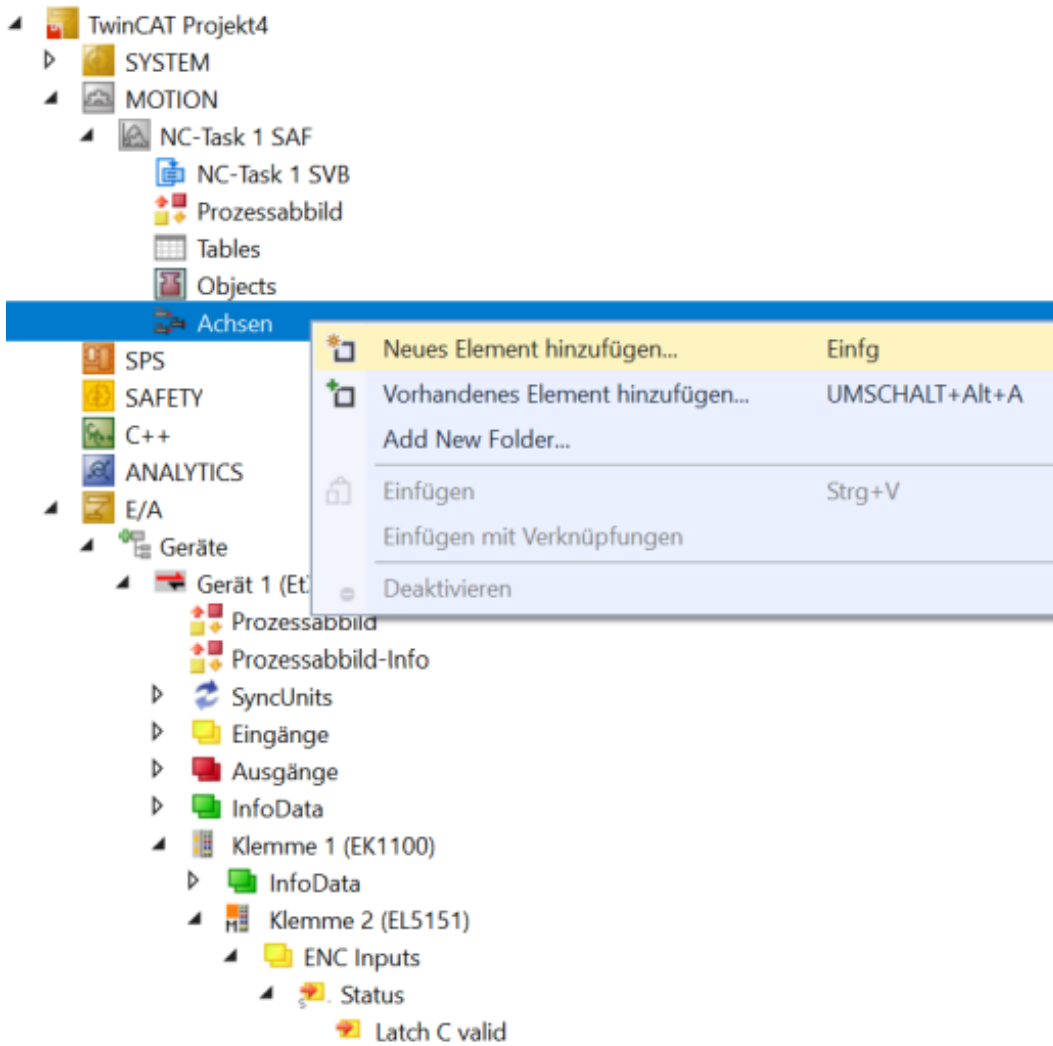 TwinCAT Projekt4
SYSTEM
MOTION
NC-Task 1 SAF
NC-Task 1 SVB
Prozessabbild
Tables
Objects
Achsen
Neues Element hinzufügen... Einfg
SPS
Vorhandenes Element hinzufügen... UMSCHALT+Alt+A
SAFETY
C++
Add New Folder...
ANALYTICS
Einfügen Strg+V
E/A
Einfügen mit Verknüpfungen
Geräte
Gerät 1 (Et
Deaktivieren
Prozessabbild
Prozessabbild-Info
SyncUnits
Eingänge
Ausgänge
InfoData
Klemme 1 (EK1100)
InfoData
Klemme 2 (EL5151)
ENC Inputs
Status
Latch C valid